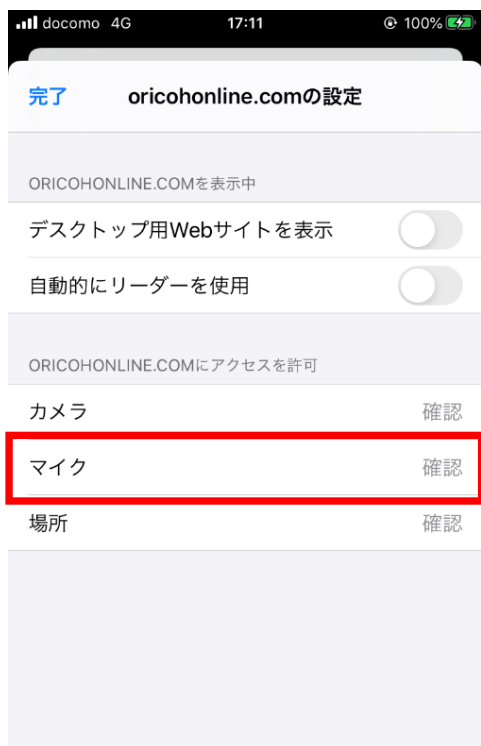 docomo 4G 17:11 100%
完了 oricohonline.comの設定
ORICOHONLINE.COMを表示中
デスクトップ用Webサイトを表示
自動的にリーダーを使用
ORICOHONLINE.COMにアクセスを許可
カメラ 確認
マイク 確認
場所 確認